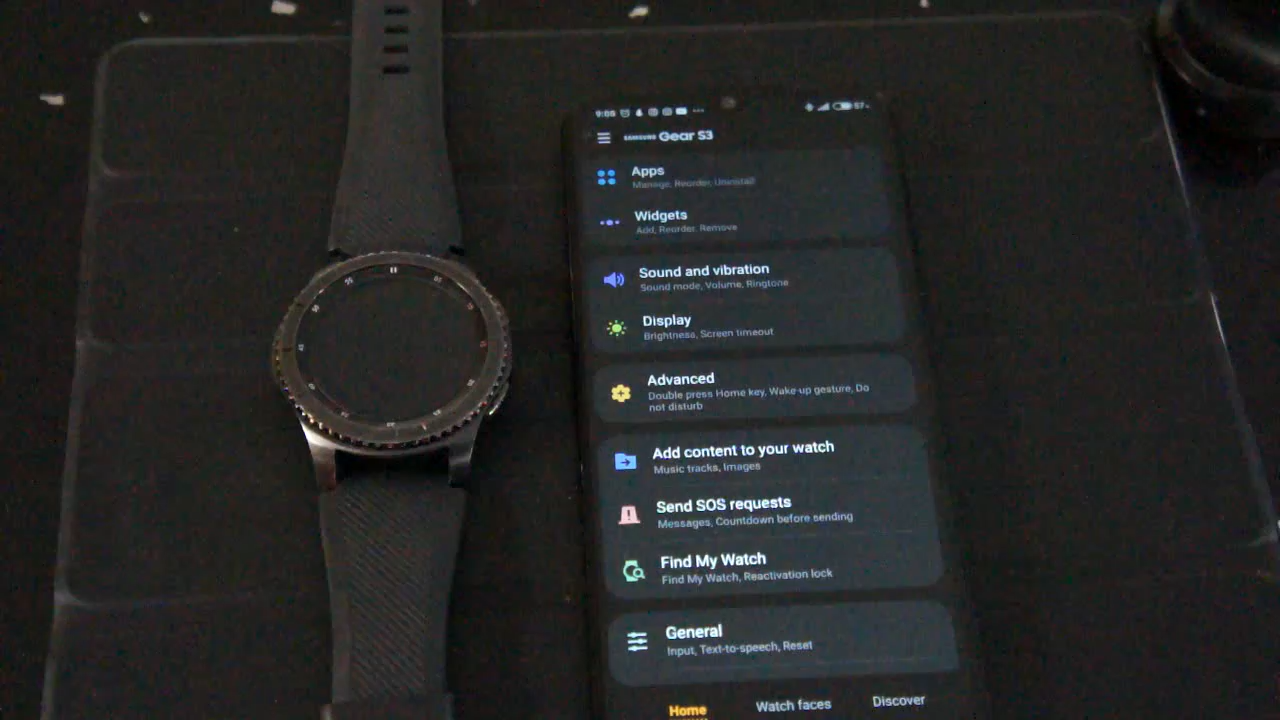 9:05
57
SAMSUNG Gear S3
Apps
Manage, Reorder, Uninstall
Widgets
Add, Reorder, Remove
Sound and vibration
Sound mode, Volume, Ringtone
Display
Brightness, Screen timeout
Advanced
Double press Home key, Wake-up gesture, Do
not disturb
Add content to your watch
Music tracks, Images
Send SOS requests
Messages, Countdown before sending
Find My Watch
Find My Watch, Reactivation lock
General
Input, Text-to-speech, Reset
Home Watch faces Discover